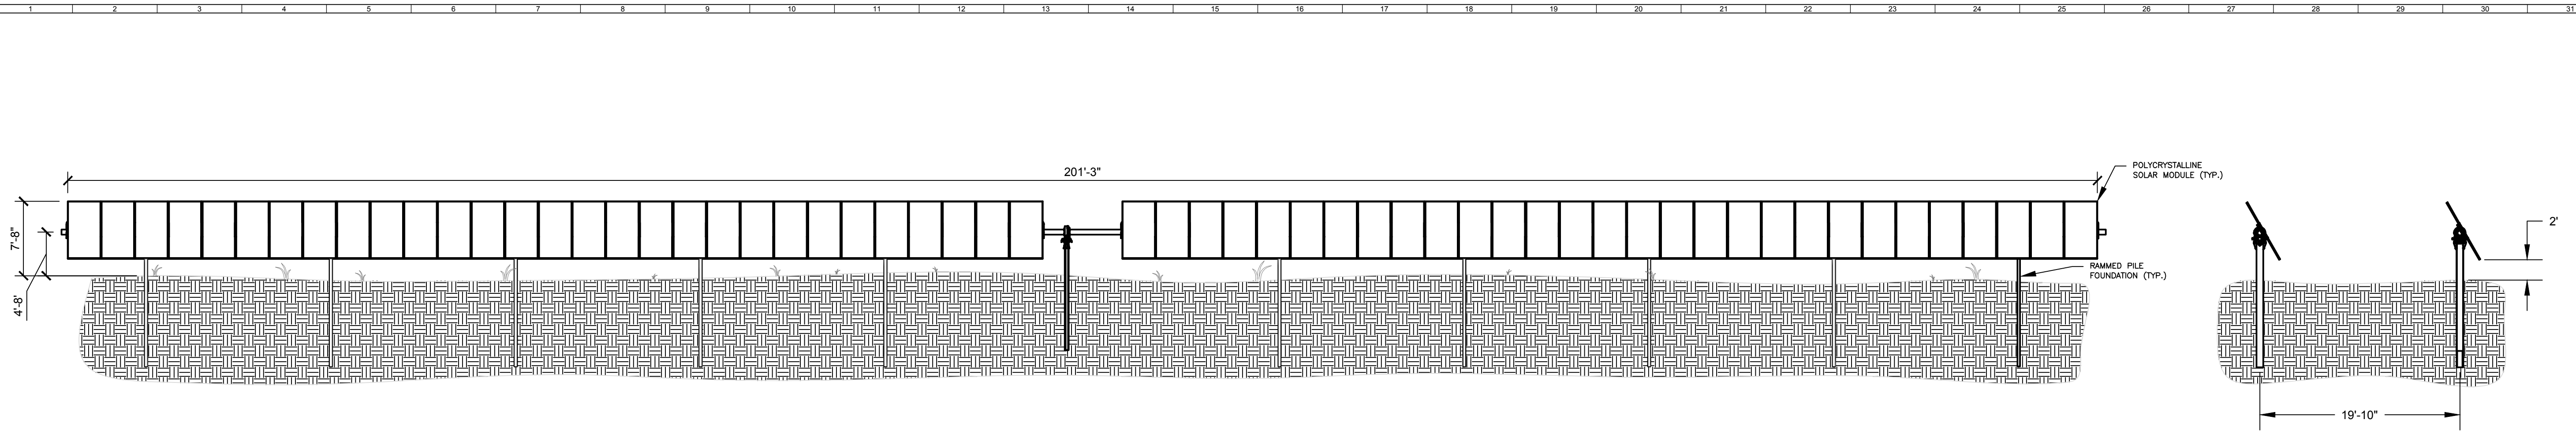 1 2 3 4 5 6 7 8 9 10 11 12 13 14 15 16 17 18 19 20 21 22 23 24 25 26 27 28 29 30 31
201'-3"
POLYCRYSTALLINE
SOLAR MODULE (TYP.)
7'-8"
4'-8'
2'
RAMMED PILE
FOUNDATION (TYP.)
19'-10"